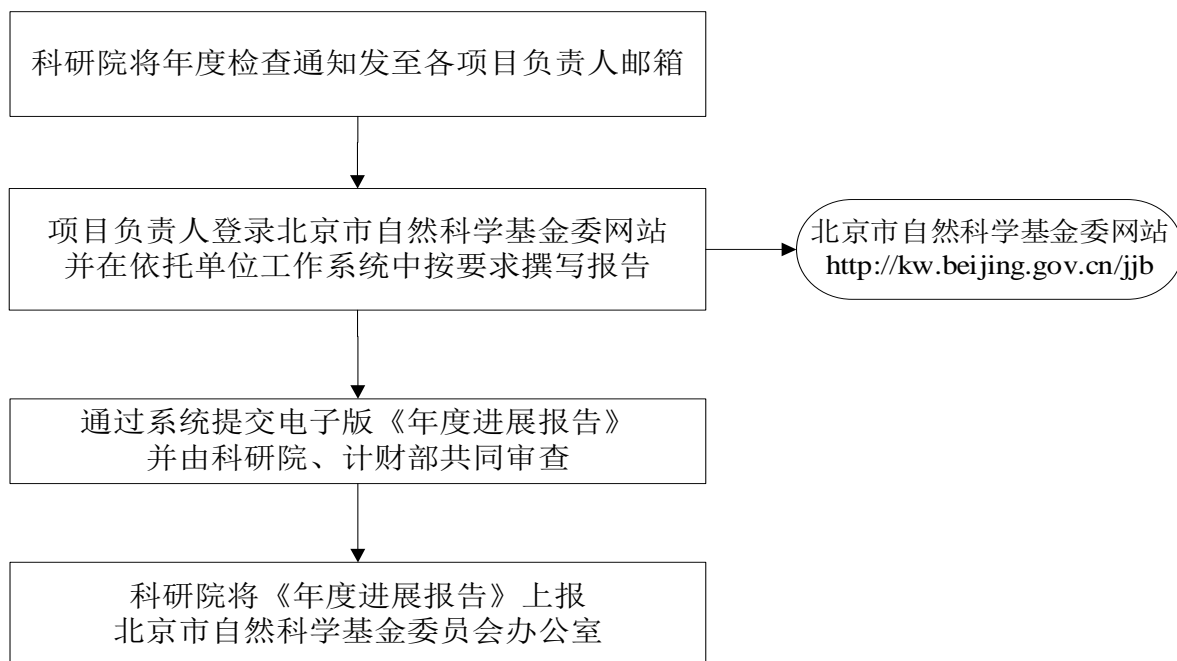 科研院将年度检查通知发至各项目负责人邮箱
项目负责人登录北京市自然科学基金委网站
并在依托单位工作系统中按要求撰写报告
北京市自然科学基金委网站
http://kw.beijing.gov.cn/jjb
通过系统提交电子版《年度进展报告》
并由科研院、计财部共同审查
科研院将《年度进展报告》上报
北京市自然科学基金委员会办公室